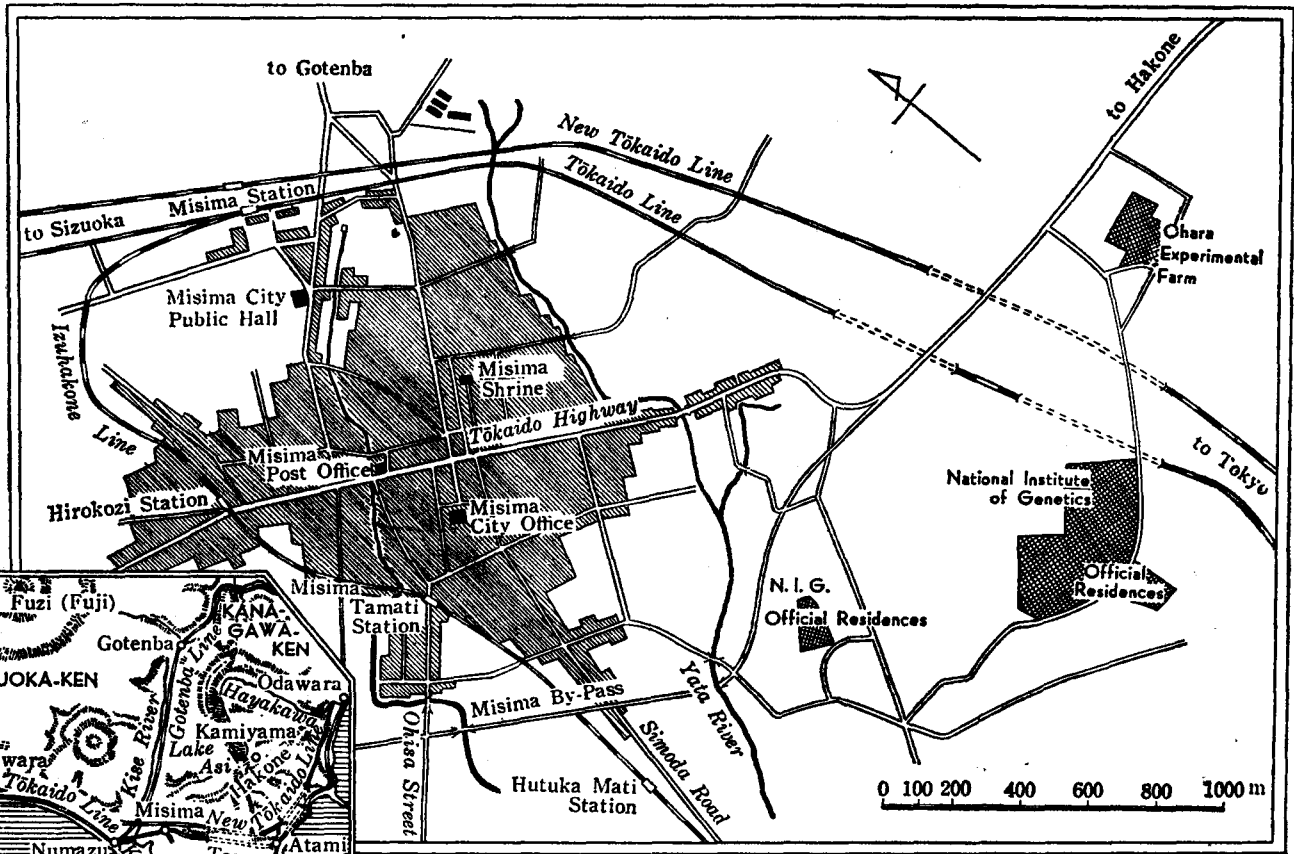 to Gotenba
to Hakone
New Tōkaido Line
Tōkaido Line
to Sizuoka
Misima Station
Ohara
Experimental
Farm
Misima City
Public Hall
Izuhakone
Line
Misima
Shrine
Tōkaido Highway
to Tokyo
Misima
Post Office
National Institute
of Genetics
Hirokozi Station
Misima
City Office
Official
Residences
N. I. G.
Official Residences
Misima
Tamati
Station
Misima By-Pass
Yata River
Simoda Road
Ohisa Street
Hutuka Mati
Station
0 100 200 400 600 800 1000 m
Fuzi (Fuji)
KANA-
GAWA-
KEN
Gotenba
Gotenba Line
UOKA-KEN
Odawara
Hayakawa
Kise River
Kamiyama
Lake
Asi
Hakone
wara
Tōkaido Line
Tōkaido Line
Misima
New
Numazu
Atami